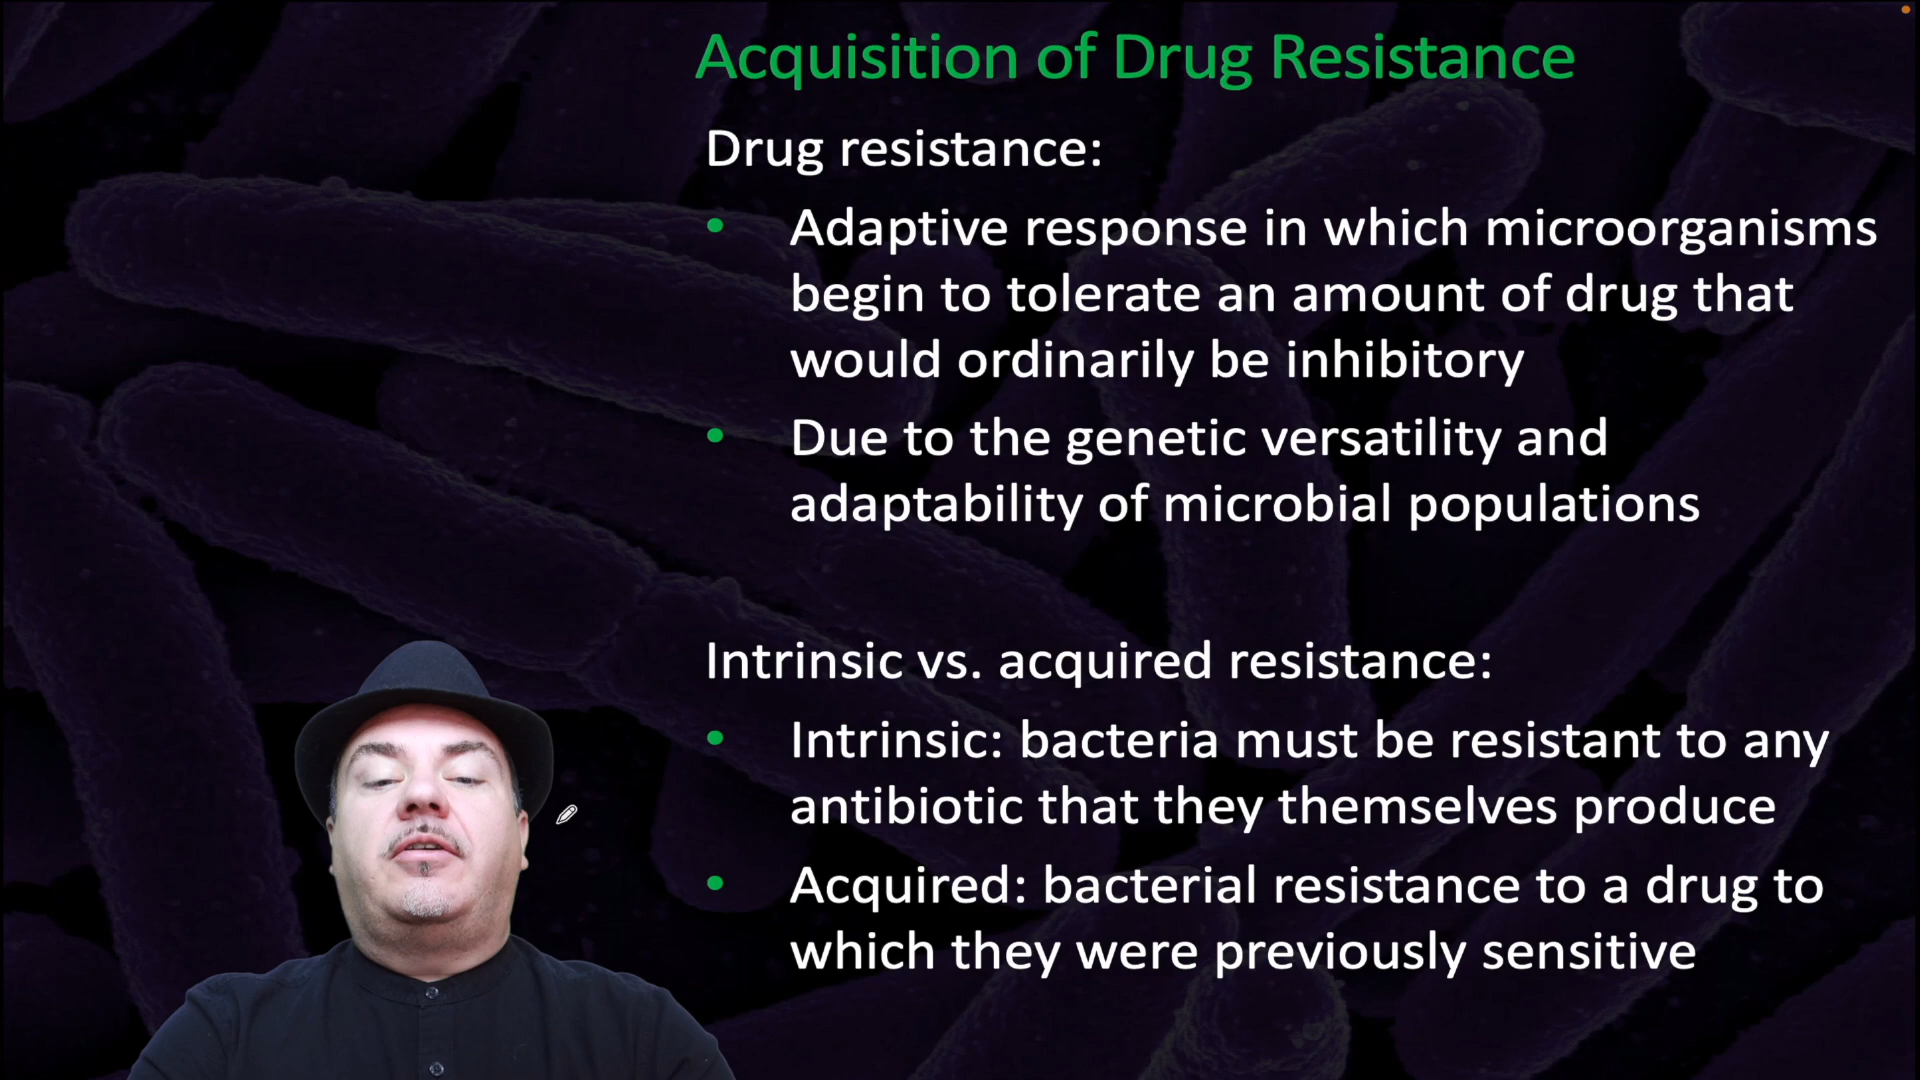 Acquisition of Drug Resistance
Drug resistance:
• Adaptive response in which microorganisms
begin to tolerate an amount of drug that
would ordinarily be inhibitory
• Due to the genetic versatility and
adaptability of microbial populations
Intrinsic vs. acquired resistance:
• Intrinsic: bacteria must be resistant to any
antibiotic that they themselves produce
• Acquired: bacterial resistance to a drug to
which they were previously sensitive